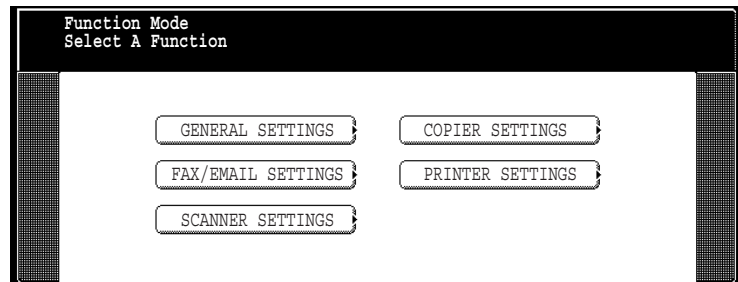 Function Mode
Select A Function
GENERAL SETTINGS
COPIER SETTINGS
FAX/EMAIL SETTINGS
PRINTER SETTINGS
SCANNER SETTINGS